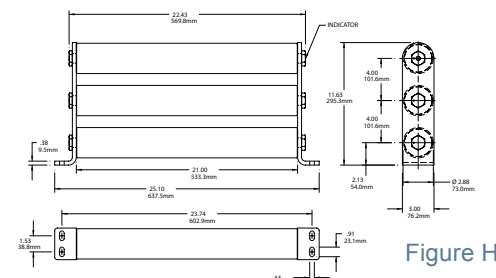 22.43
569.8mm
INDICATOR
4.00
101.6mm
11.63
295.3mm
4.00
101.6mm
.38
9.5mm
21.00
533.3mm
2.13
54.0mm
Ø 2.88
73.0mm
25.10
637.5mm
3.00
76.2mm
23.74
602.9mm
.91
23.1mm
1.53
38.8mm
Figure H
.44